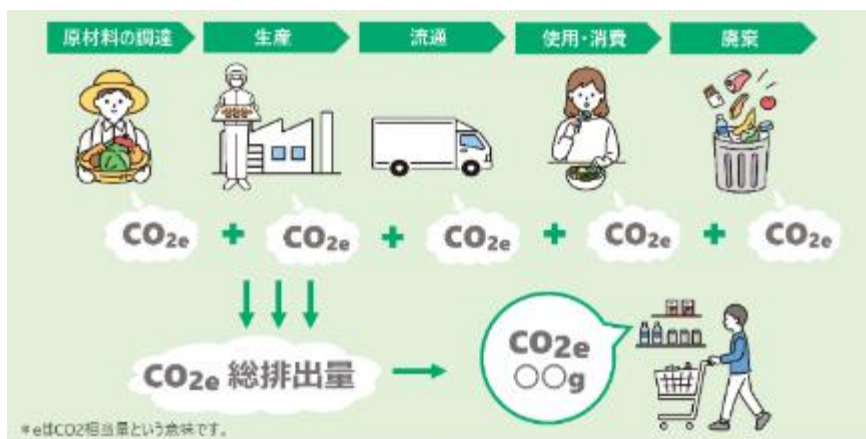 原材料の調達
生産
流通
使用・消費
廃棄
CO2e + CO2e + CO2e + CO2e + CO2e
CO2e 総排出量
CO2e
○○g
*eはCO2相当量という意味です。